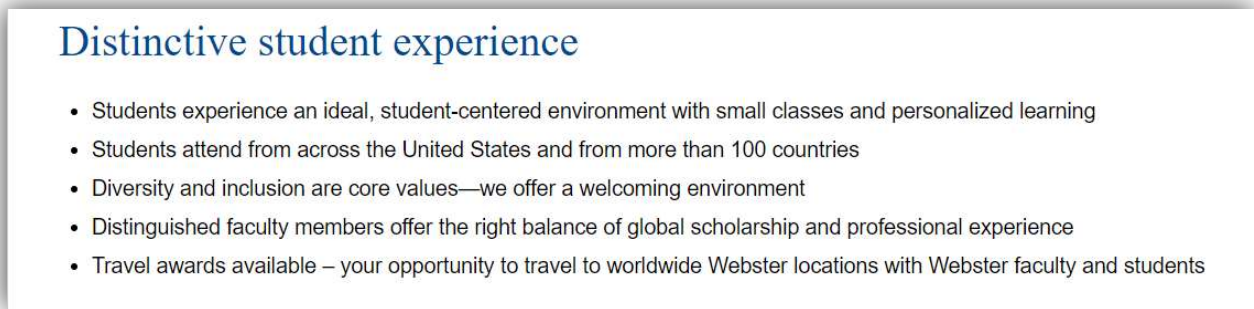 Distinctive student experience
• Students experience an ideal, student-centered environment with small classes and personalized learning
• Students attend from across the United States and from more than 100 countries
• Diversity and inclusion are core values—we offer a welcoming environment
• Distinguished faculty members offer the right balance of global scholarship and professional experience
• Travel awards available – your opportunity to travel to worldwide Webster locations with Webster faculty and students